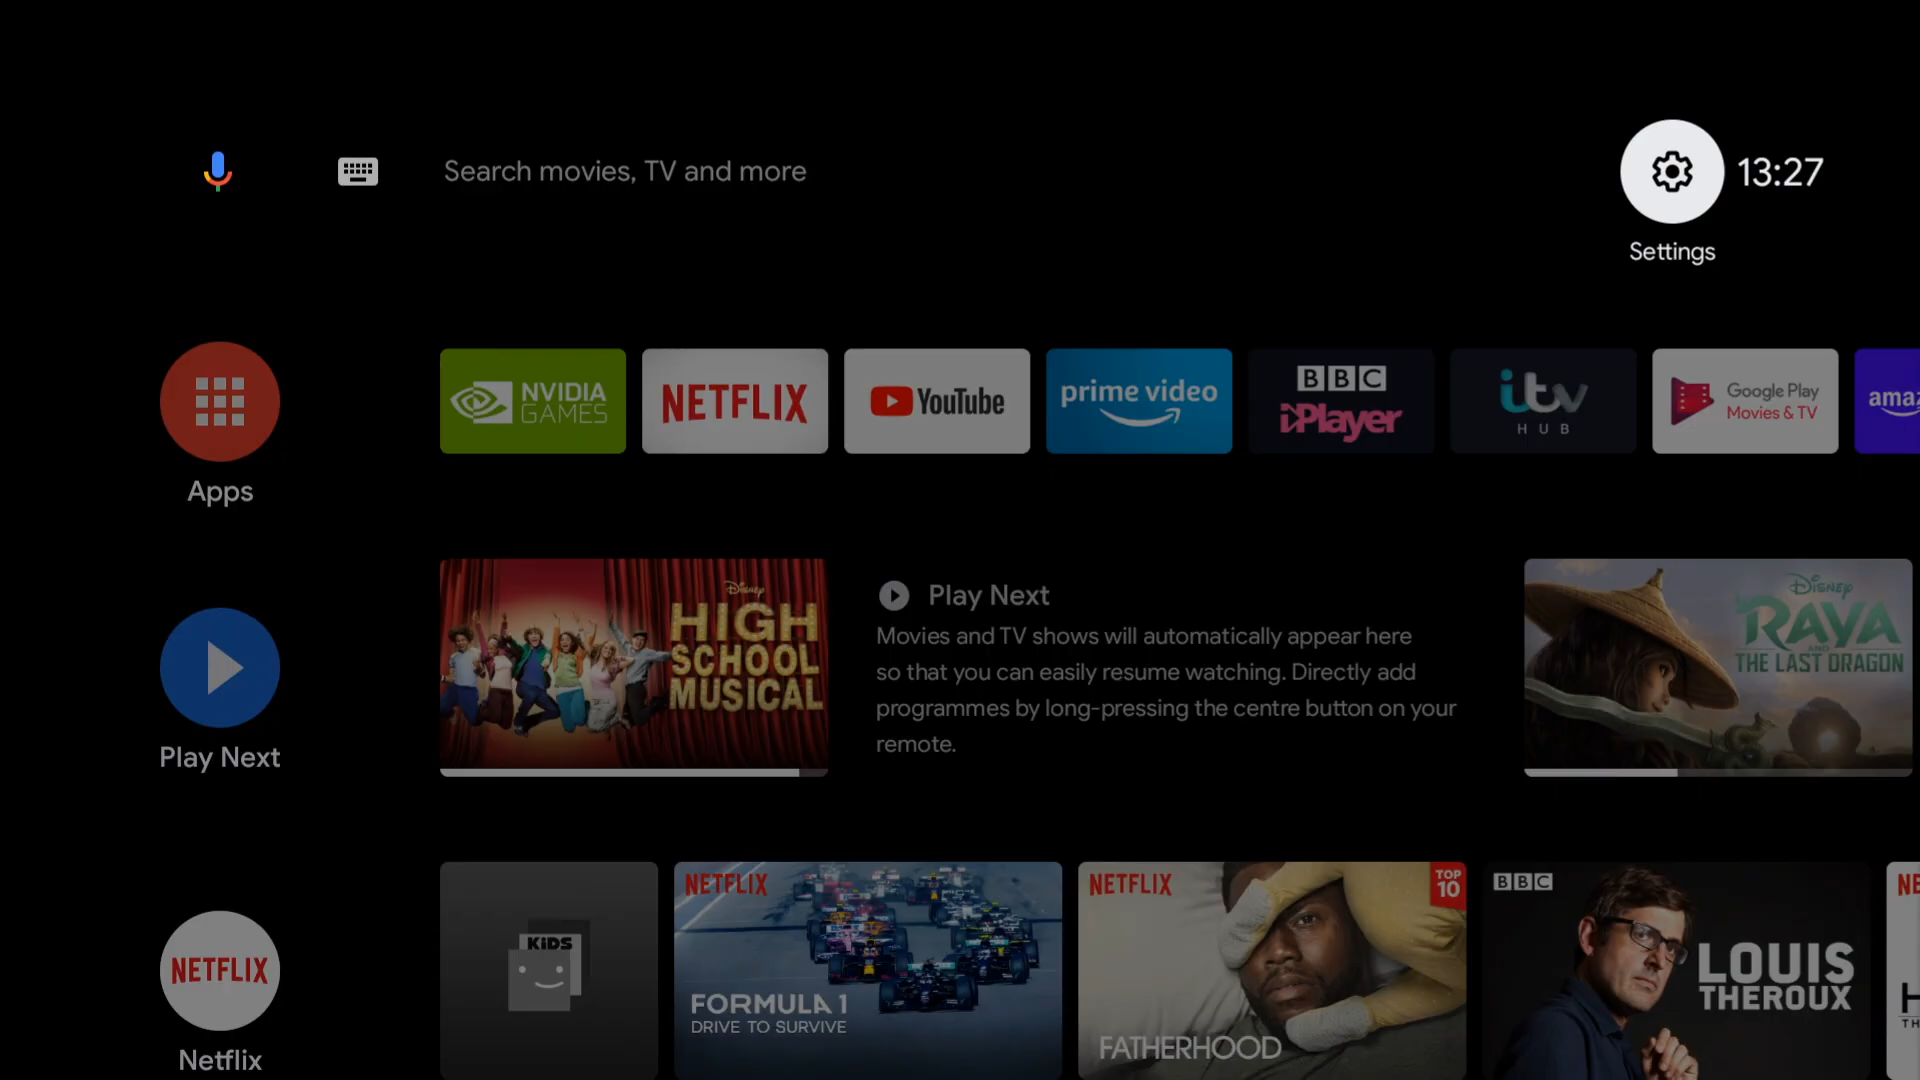 Search movies, TV and more
13:27
Settings
Apps
NVIDIA
GAMES
NETFLIX
YouTube
prime video
BBC
iPlayer
itv
HUB
Google Play
Movies & TV
Play Next
Disney
HIGH
SCHOOL
MUSICAL
Play Next
Movies and TV shows will automatically appear here
so that you can easily resume watching. Directly add
programmes by long-pressing the centre button on your
remote.
Disney
RAYA
AND
THE LAST DRAGON
NETFLIX
Netflix
KiDS
NETFLIX
FORMULA 1
DRIVE TO SURVIVE
NETFLIX
TOP
10
FATHERHOOD
BBC
LOUIS
THEROUX